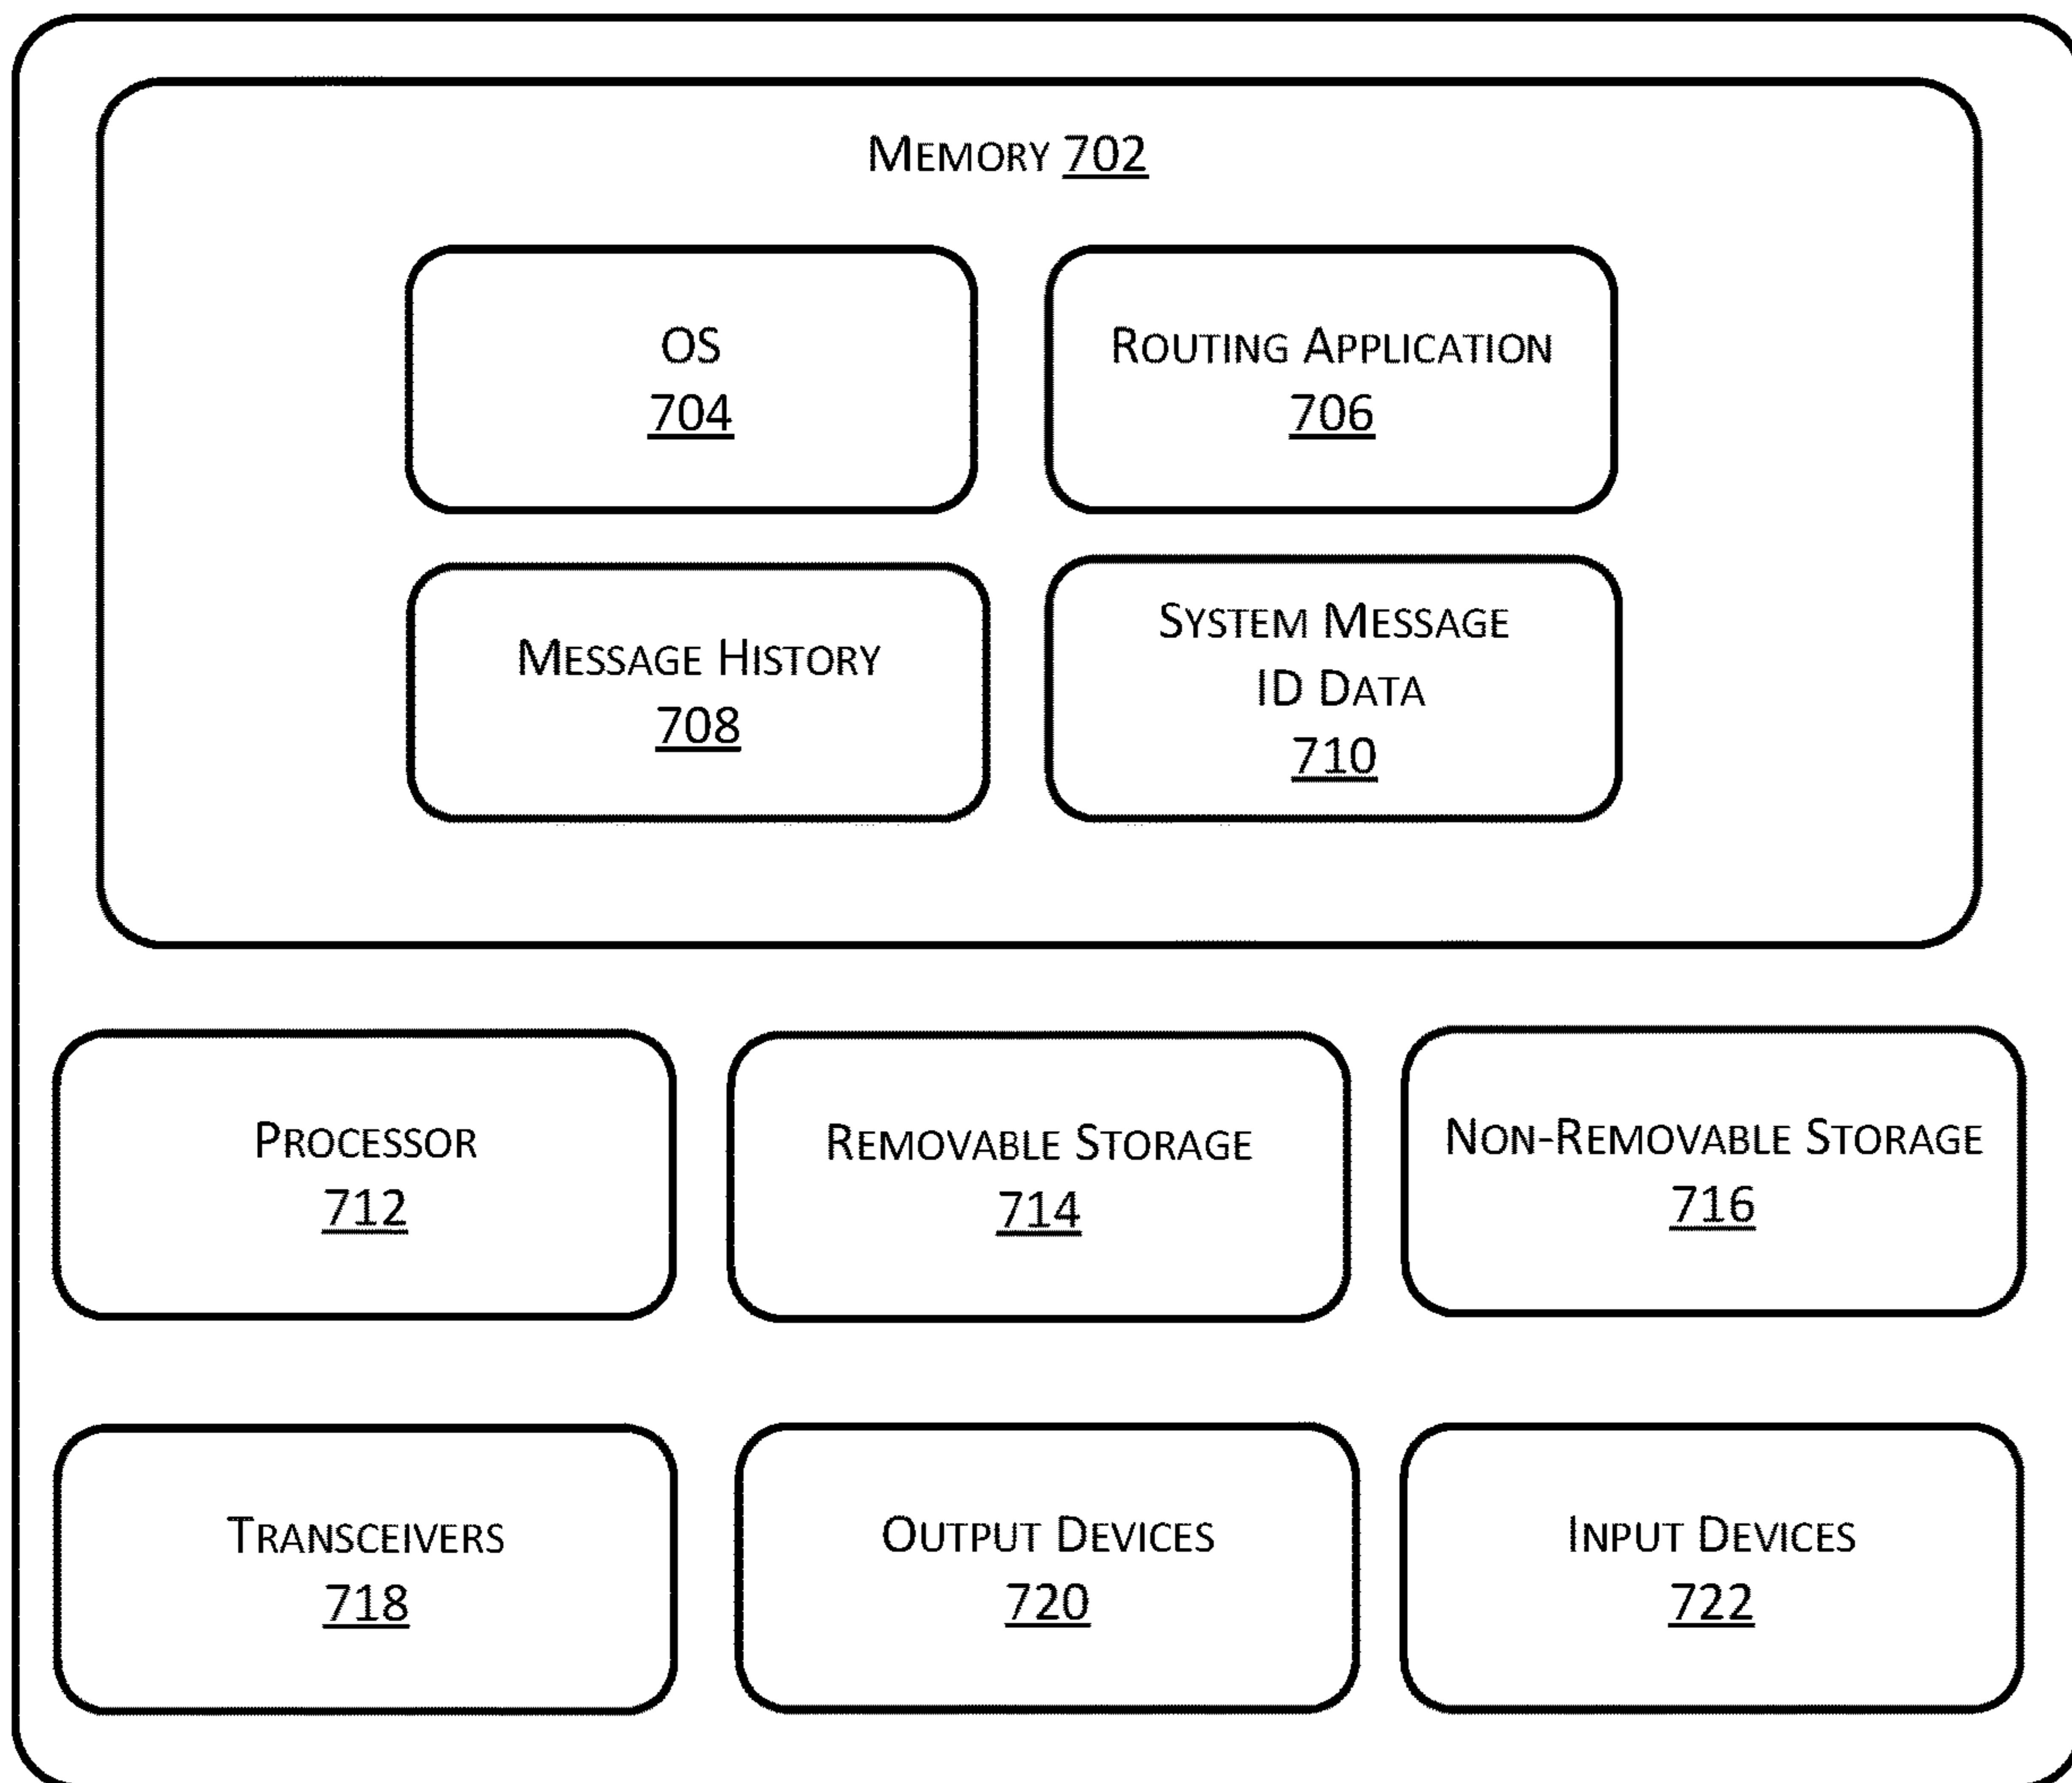 MEMORY 702
OS
704
ROUTING APPLICATION
706
MESSAGE HISTORY
708
SYSTEM MESSAGE
ID DATA
710
PROCESSOR
712
REMOVABLE STORAGE
714
NON-REMOVABLE STORAGE
716
TRANSCEIVERS
718
OUTPUT DEVICES
720
INPUT DEVICES
722